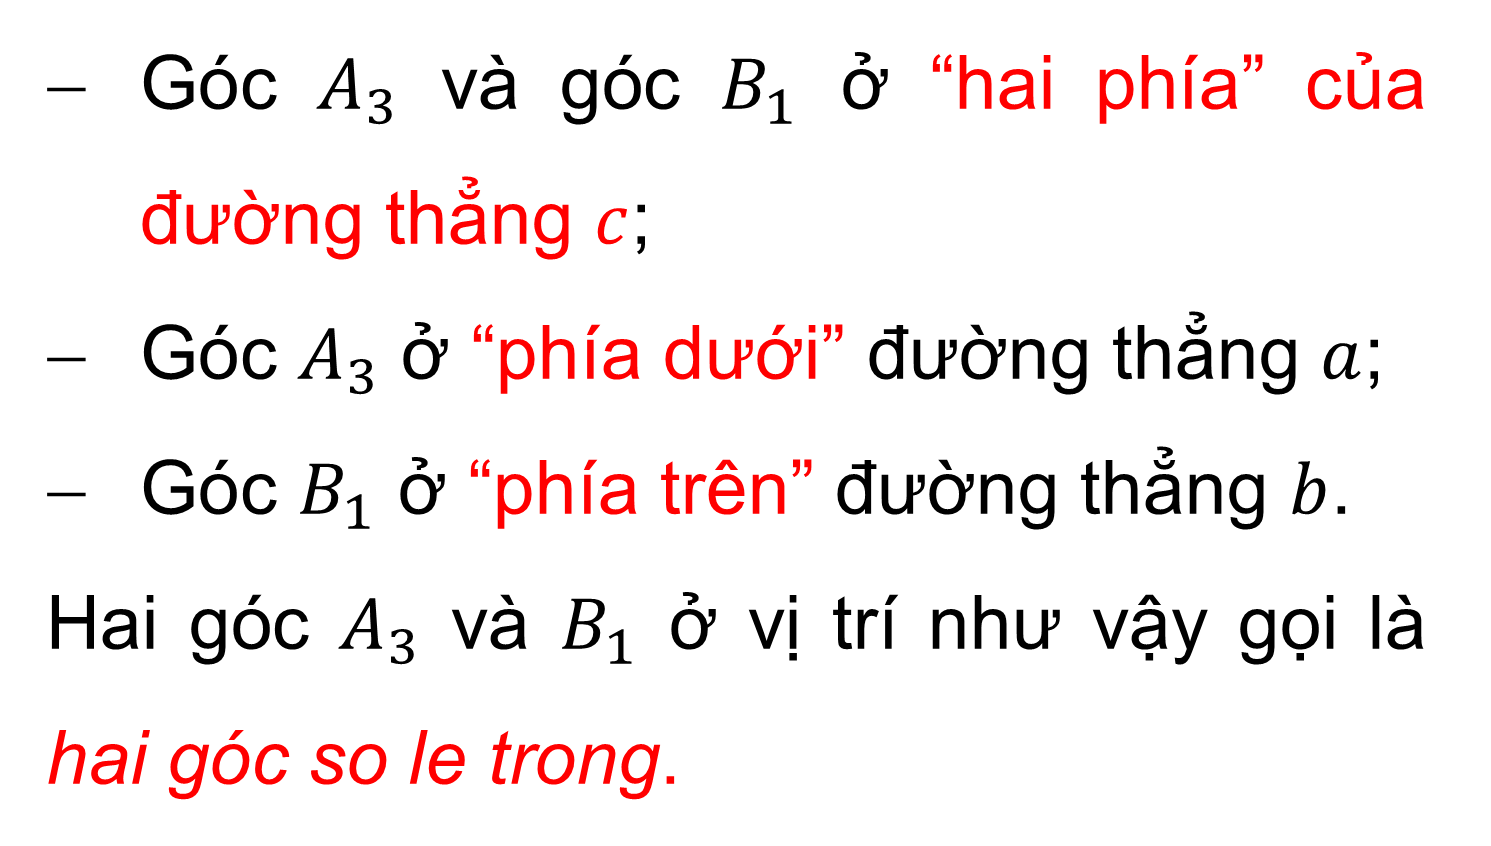 – Góc A₃ và góc B₁ ở “hai phía” của
đường thẳng c;
– Góc A₃ ở “phía dưới” đường thẳng a;
– Góc B₁ ở “phía trên” đường thẳng b.
Hai góc A₃ và B₁ ở vị trí như vậy gọi là
hai góc so le trong.